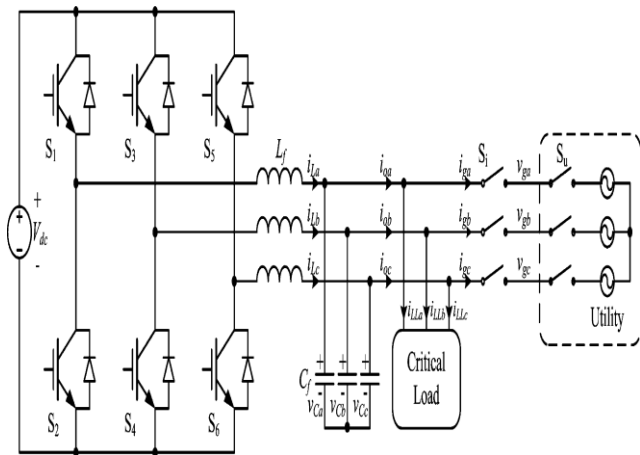 S1 S3 S5
Lf iLa ioa iga Si vga Su
iLb iob igb vgb
iLc ioc igc vgc
+
Vdc
-
iLLa iLLb iLLc
Utility
S2 S4 S6
Cf + + +
vCa- vCb- vCc-
Critical
Load